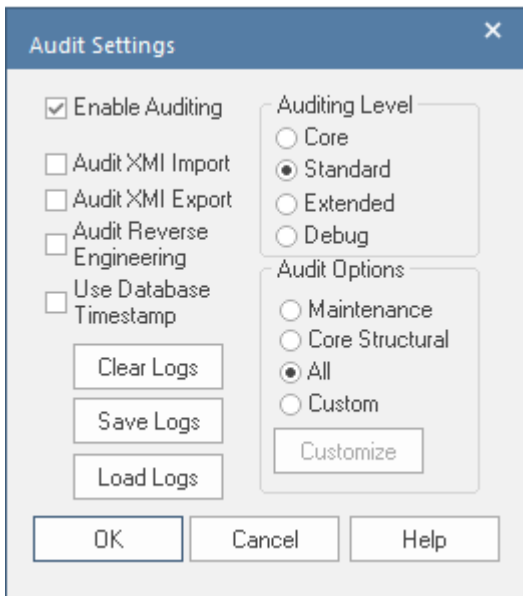 Audit Settings
Enable Auditing
Audit XMI Import
Audit XMI Export
Audit Reverse
Engineering
Use Database
Timestamp
Clear Logs
Save Logs
Load Logs
Auditing Level
Core
Standard
Extended
Debug
Audit Options
Maintenance
Core Structural
All
Custom
Customize
OK
Cancel
Help